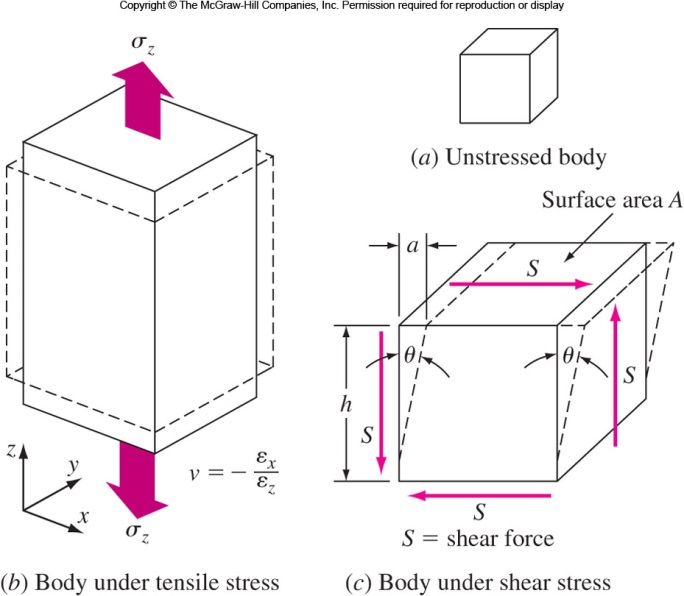 Copyright © The McGraw-Hill Companies, Inc. Permission required for reproduction or display
σz
(a) Unstressed body
Surface area A
a
S
θ
θ
h
S
S
S
S = shear force
z
y
x
ν = − εx/εz
σz
(b) Body under tensile stress
(c) Body under shear stress